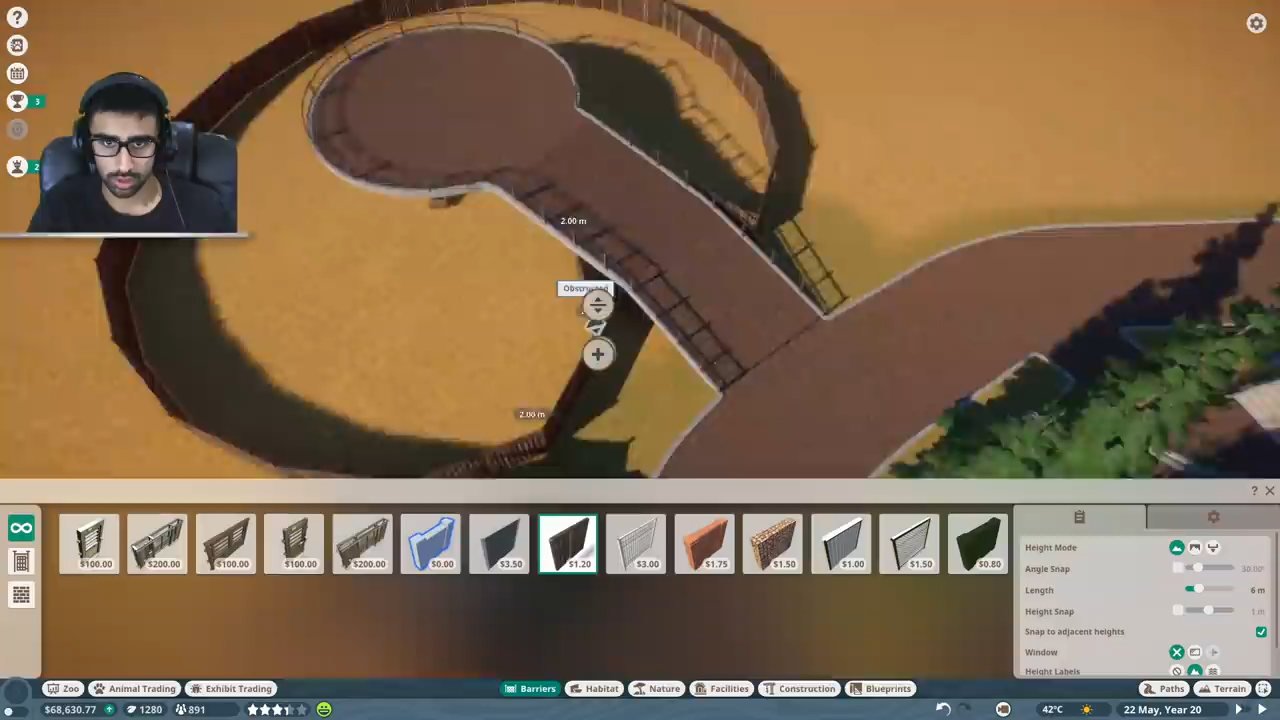 ?
3
2
2.00 m
Obstructed
2.00 m
?
$100.00
$200.00
$100.00
$100.00
$200.00
$0.00
$3.50
$1.20
$3.00
$1.75
$1.50
$1.00
$1.50
$0.80
Height Mode
Angle Snap 30.00°
Length 6 m
Height Snap 1 m
Snap to adjacent heights
Window
Height Labels
Zoo Animal Trading Exhibit Trading Barriers Habitat Nature Facilities Construction Blueprints Paths Terrain
$68,630.77 1280 891 42°C 22 May, Year 20